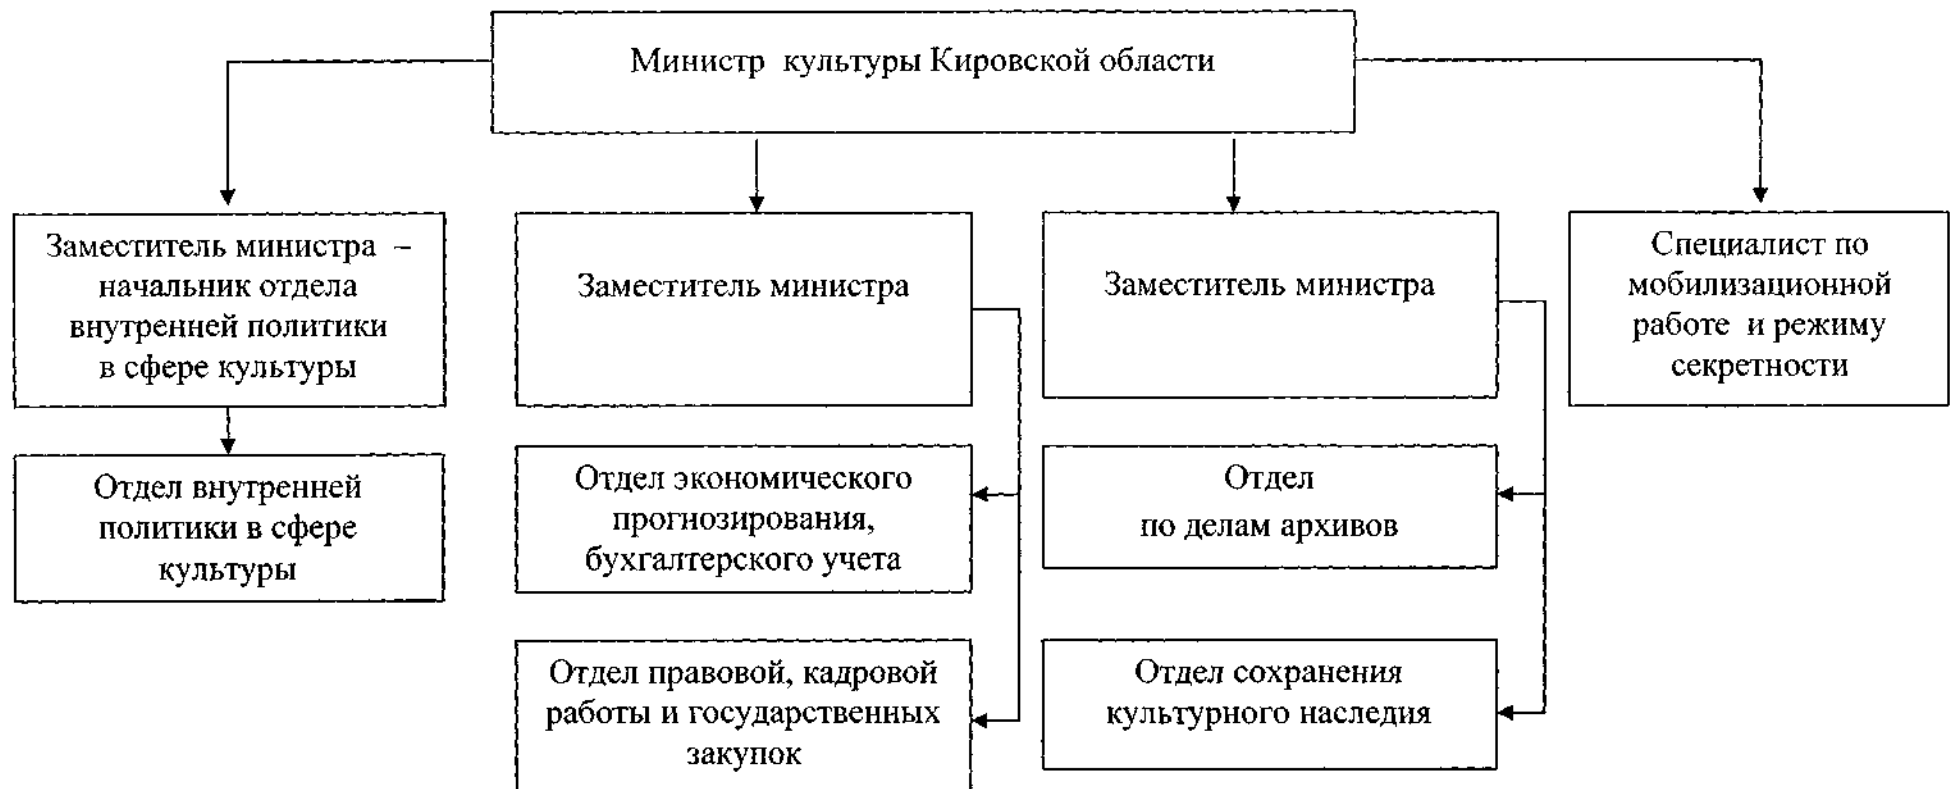 Министр культуры Кировской области
Заместитель министра –
начальник отдела
внутренней политики
в сфере культуры
Заместитель министра
Заместитель министра
Специалист по
мобилизационной
работе и режиму
секретности
Отдел внутренней
политики в сфере
культуры
Отдел экономического
прогнозирования,
бухгалтерского учета
Отдел
по делам архивов
Отдел правовой, кадровой
работы и государственных
закупок
Отдел сохранения
культурного наследия